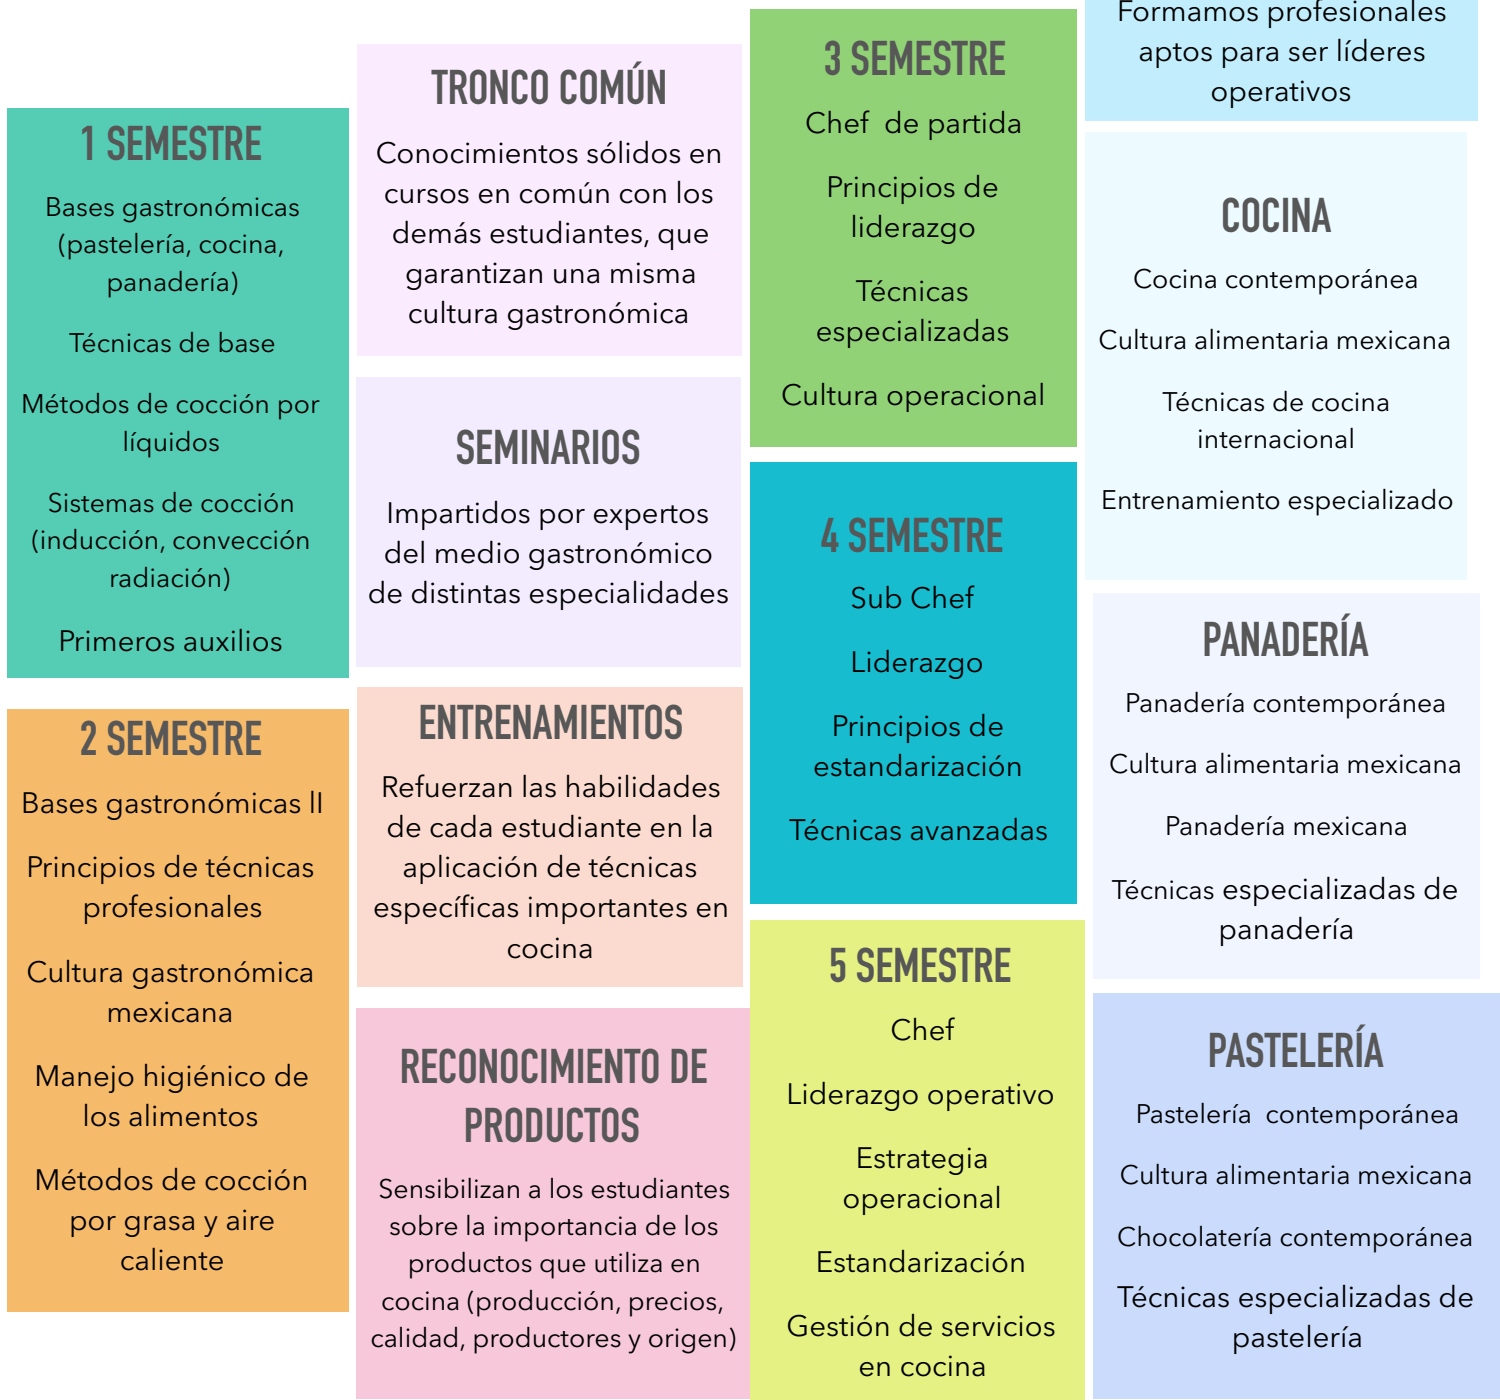 1 SEMESTRE
Bases gastronómicas
(pastelería, cocina,
panadería)
Técnicas de base
Métodos de cocción por
líquidos
Sistemas de cocción
(inducción, convección
radiación)
Primeros auxilios
2 SEMESTRE
Bases gastronómicas II
Principios de técnicas
profesionales
Cultura gastronómica
mexicana
Manejo higiénico de
los alimentos
Métodos de cocción
por grasa y aire
caliente
TRONCO COMÚN
Conocimientos sólidos en
cursos en común con los
demás estudiantes, que
garantizan una misma
cultura gastronómica
SEMINARIOS
Impartidos por expertos
del medio gastronómico
de distintas especialidades
ENTRENAMIENTOS
Refuerzan las habilidades
de cada estudiante en la
aplicación de técnicas
específicas importantes en
cocina
RECONOCIMIENTO DE
PRODUCTOS
Sensibilizan a los estudiantes
sobre la importancia de los
productos que utiliza en
cocina (producción, precios,
calidad, productores y origen)
3 SEMESTRE
Chef de partida
Principios de
liderazgo
Técnicas
especializadas
Cultura operacional
4 SEMESTRE
Sub Chef
Liderazgo
Principios de
estandarización
Técnicas avanzadas
5 SEMESTRE
Chef
Liderazgo operativo
Estrategia
operacional
Estandarización
Gestión de servicios
en cocina
Formamos profesionales
aptos para ser líderes
operativos
COCINA
Cocina contemporánea
Cultura alimentaria mexicana
Técnicas de cocina
internacional
Entrenamiento especializado
PANADERÍA
Panadería contemporánea
Cultura alimentaria mexicana
Panadería mexicana
Técnicas especializadas de
panadería
PASTELERÍA
Pastelería contemporánea
Cultura alimentaria mexicana
Chocolatería contemporánea
Técnicas especializadas de
pastelería